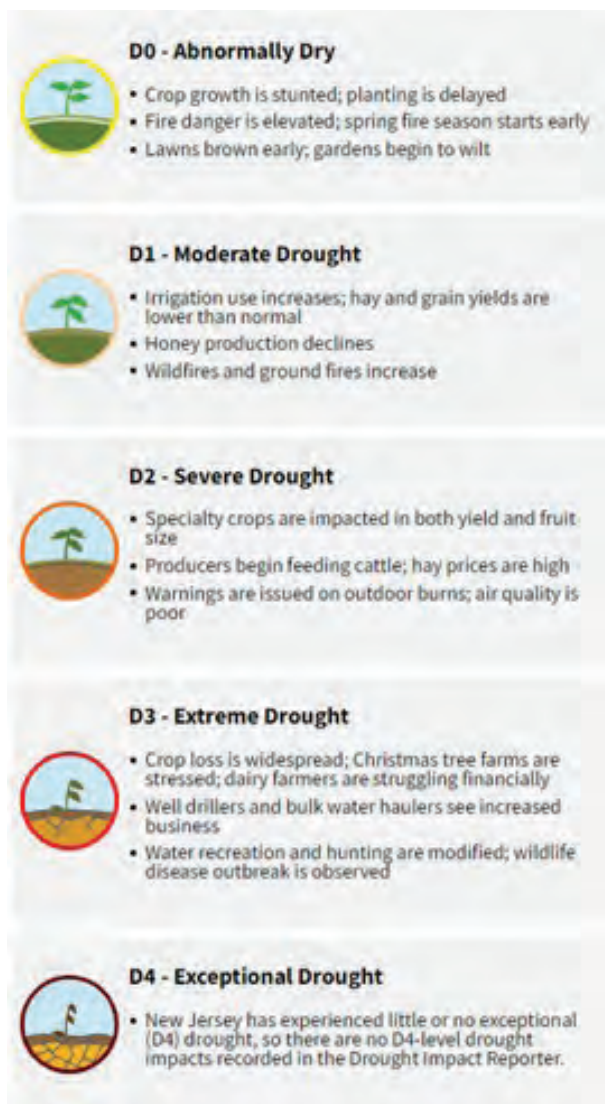 D0 - Abnormally Dry
• Crop growth is stunted; planting is delayed
• Fire danger is elevated; spring fire season starts early
• Lawns brown early; gardens begin to wilt
D1 - Moderate Drought
• Irrigation use increases; hay and grain yields are
lower than normal
• Honey production declines
• Wildfires and ground fires increase
D2 - Severe Drought
• Specialty crops are impacted in both yield and fruit
size
• Producers begin feeding cattle; hay prices are high
• Warnings are issued on outdoor burns; air quality is
poor
D3 - Extreme Drought
• Crop loss is widespread; Christmas tree farms are
stressed; dairy farmers are struggling financially
• Well drillers and bulk water haulers see increased
business
• Water recreation and hunting are modified; wildlife
disease outbreak is observed
D4 - Exceptional Drought
• New Jersey has experienced little or no exceptional
(D4) drought, so there are no D4-level drought
impacts recorded in the Drought Impact Reporter.